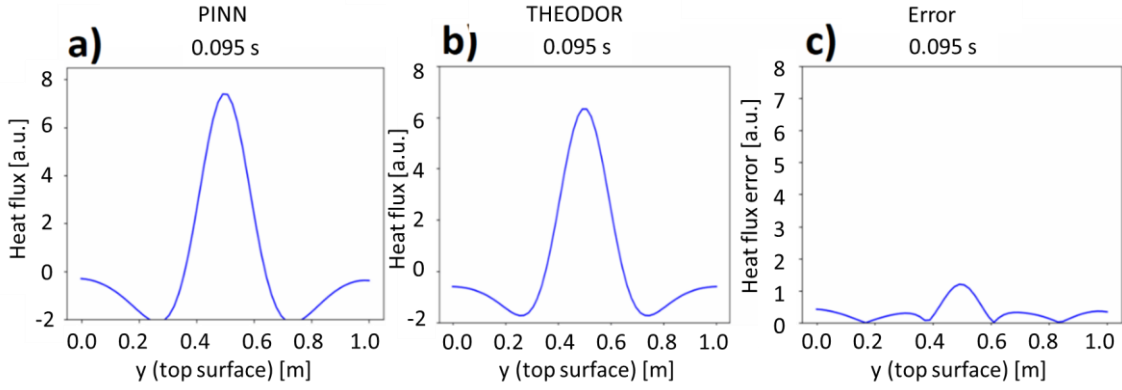 PINN
a)
0.095 s
Heat flux [a.u.]
8
6
4
2
0
-2
0.0 0.2 0.4 0.6 0.8 1.0
y (top surface) [m]
THEODOR
b)
0.095 s
Heat flux [a.u.]
8
6
4
2
0
-2
0.0 0.2 0.4 0.6 0.8 1.0
y (top surface) [m]
Error
c)
0.095 s
Heat flux error [a.u.]
8
7
6
5
4
3
2
1
0
0.0 0.2 0.4 0.6 0.8 1.0
y (top surface) [m]